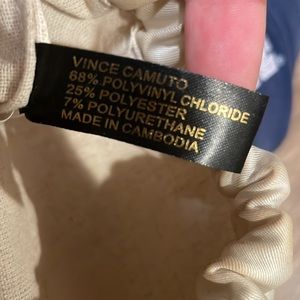 VINCE CAMUTO
68% POLYVINYL CHLORIDE
25% POLYESTER
7% POLYURETHANE
MADE IN CAMBODIA